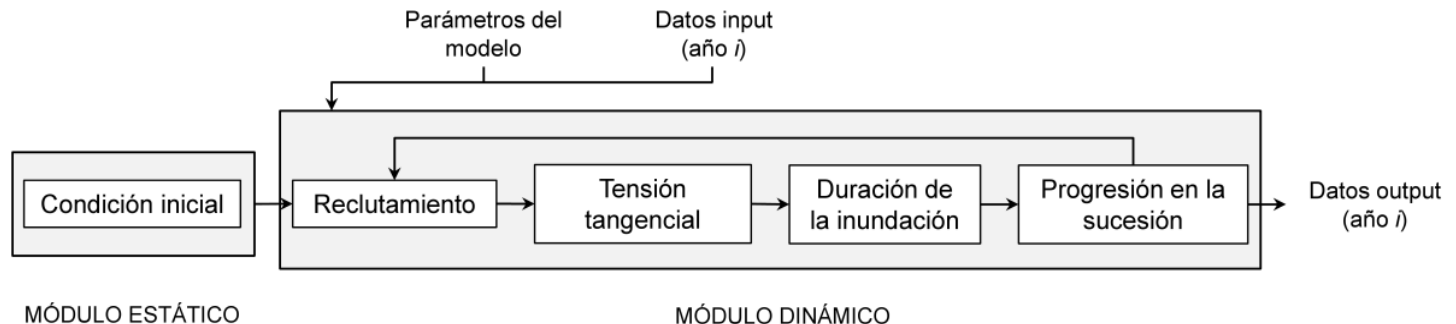 Parámetros del
modelo
Datos input
(año i)
Condición inicial
Reclutamiento
Tensión
tangencial
Duración de
la inundación
Progresión en la
sucesión
Datos output
(año i)
MÓDULO ESTÁTICO
MÓDULO DINÁMICO